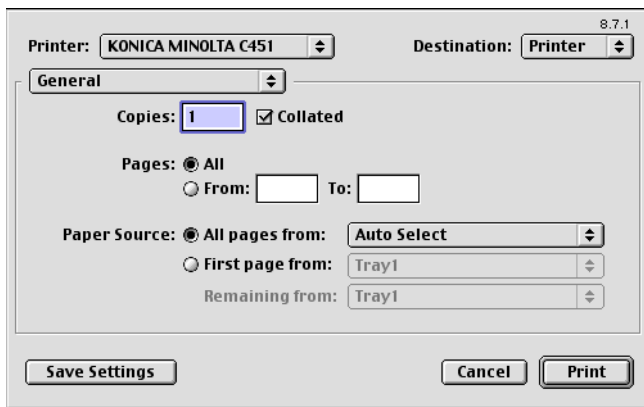 8.7.1
Printer: KONICA MINOLTA C451 Destination: Printer
General
Copies: 1 Collated
Pages: All
From: To:
Paper Source: All pages from: Auto Select
First page from: Tray1
Remaining from: Tray1
Save Settings Cancel Print